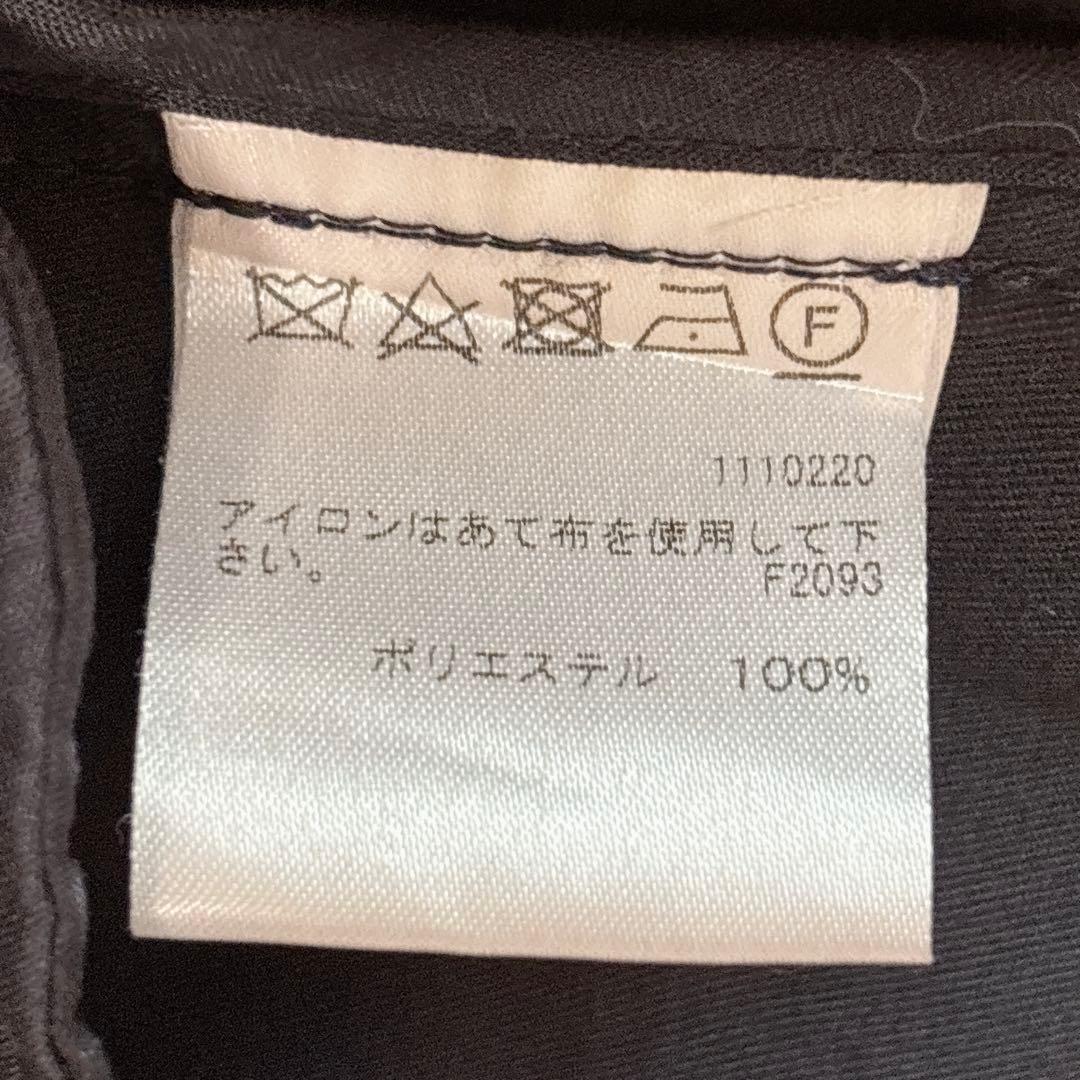 F
1110220
アイロンはあて布を使用して下
さい。
F2093
ポリエステル 100%